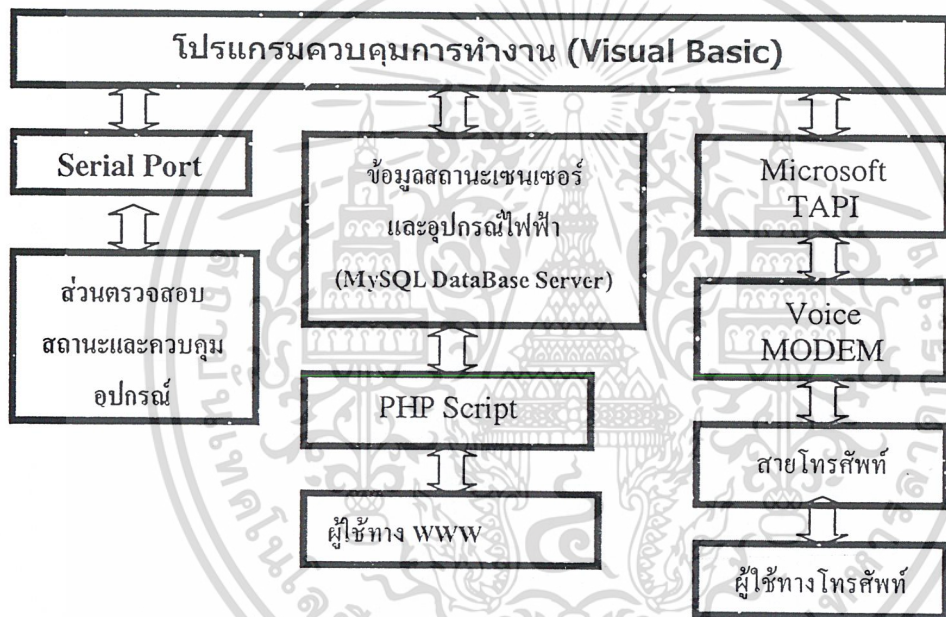 โปรแกรมควบคุมการทำงาน (Visual Basic)
Serial Port
ส่วนตรวจสอบ
สถานะและควบคุม
อุปกรณ์
ข้อมูลสถานะเซนเซอร์
และอุปกรณ์ไฟฟ้า
(MySQL DataBase Server)
PHP Script
ผู้ใช้ทาง WWW
Microsoft
TAPI
Voice
MODEM
สายโทรศัพท์
ผู้ใช้ทางโทรศัพท์